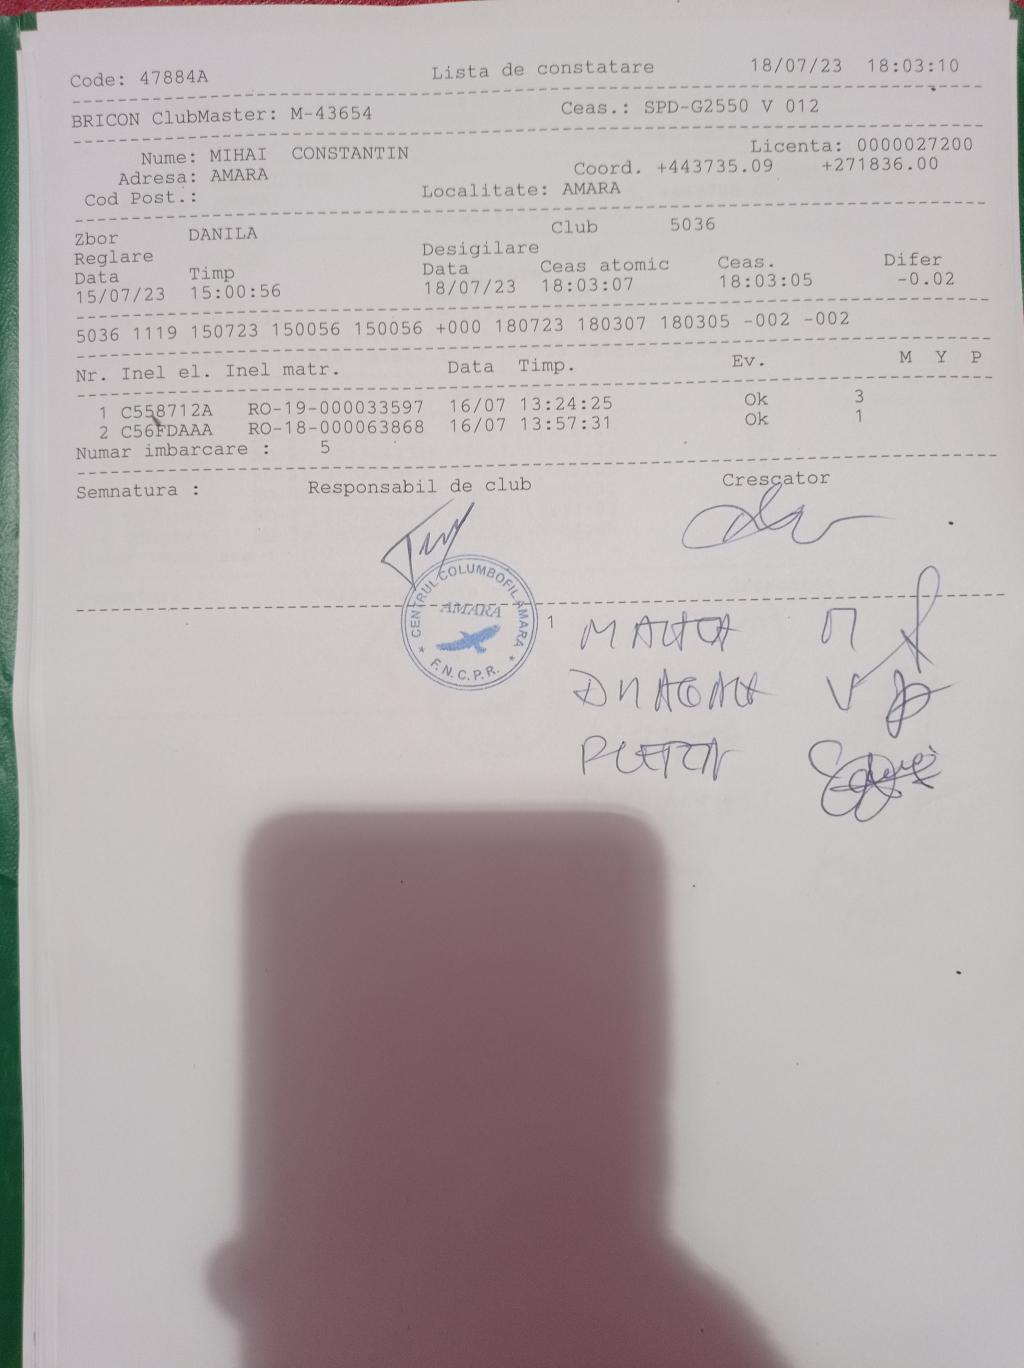 Code: 47884A Lista de constatare 18/07/23 18:03:10
BRICON ClubMaster: M-43654 Ceas.: SPD-G2550 V 012
Nume: MIHAI CONSTANTIN Licenta: 0000027200
Adresa: AMARA Coord. +443735.09 +271836.00
Cod Post.: Localitate: AMARA
Zbor DANILA Club 5036
Reglare Desigilare
Data Timp Data Ceas atomic Ceas. Difer
15/07/23 15:00:56 18/07/23 18:03:07 18:03:05 -0.02
5036 1119 150723 150056 150056 +000 180723 180307 180305 -002 -002
Nr. Inel el. Inel matr. Data Timp. Ev. M Y P
1 C558712A RO-19-000033597 16/07 13:24:25 Ok 3
2 C56FDAAA RO-18-000063868 16/07 13:57:31 Ok 1
Numar imbarcare : 5
Semnatura : Responsabil de club Crescator
CENTRUL COLUMBOFIL AMARA
AMARA
F.N.C.P.R.
1